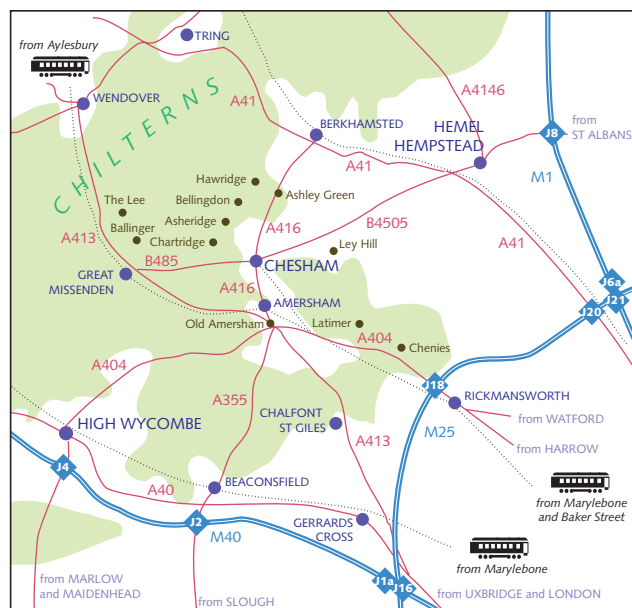 TRING
from Aylesbury
WENDOVER
CHILTERNS
A41
A4146
BERKHAMSTED
HEMEL
HEMPSTEAD
from
ST ALBANS
J8
M1
A41
Hawridge
Ashley Green
Bellingdon
The Lee
Asheridge
Ballinger
Chartridge
A416
B4505
A413
B485
Ley Hill
A41
CHESHAM
GREAT
MISSENDEN
A416
AMERSHAM
J6a
J21
J20
Old Amersham
Latimer
A404
Chenies
A404
J18
RICKMANSWORTH
A355
HIGH WYCOMBE
CHALFONT
ST GILES
A413
M25
from WATFORD
from HARROW
J4
BEACONSFIELD
A40
from Marylebone
and Baker Street
J2
M40
GERRARDS
CROSS
from Marylebone
from MARLOW
and MAIDENHEAD
from SLOUGH
J1a
J16
from UXBRIDGE and LONDON